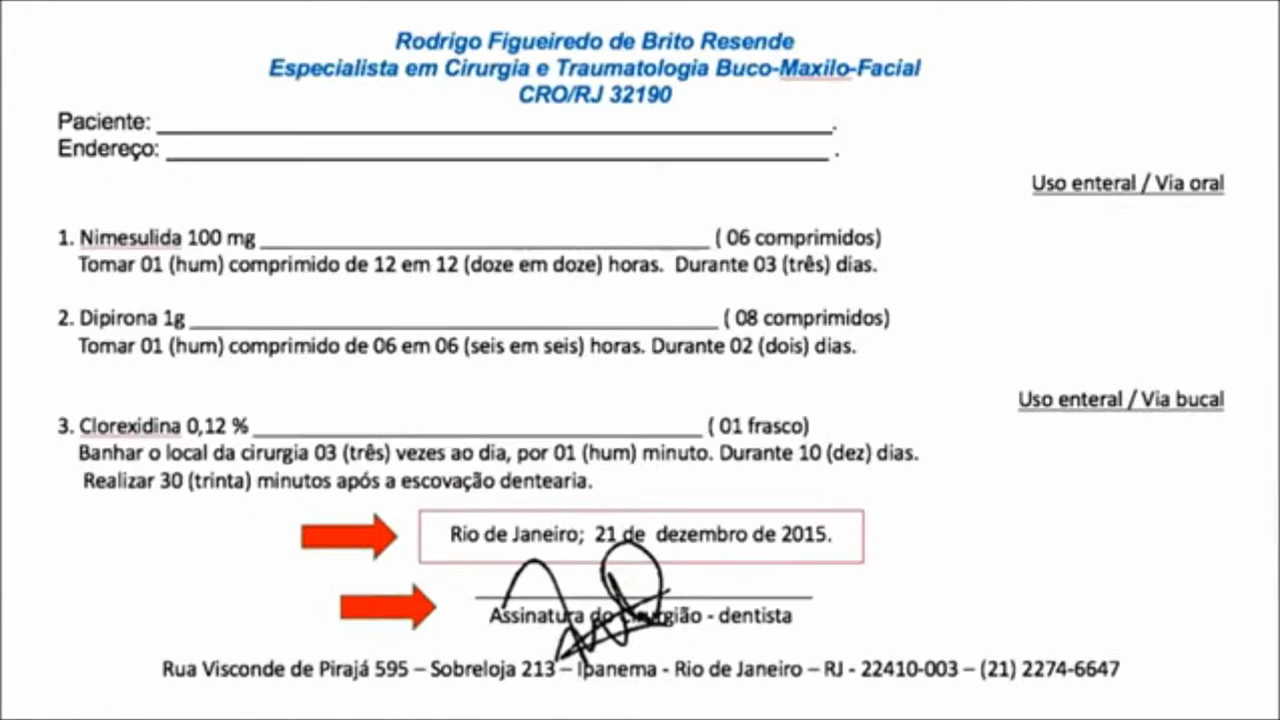 Rodrigo Figueiredo de Brito Resende
Especialista em Cirurgia e Traumatologia Buco-Maxilo-Facial
CRO/RJ 32190
Paciente: ____________________.
Endereço: ____________________ .
Uso enteral / Via oral
1. Nimesulida 100 mg ____________________ ( 06 comprimidos)
Tomar 01 (hum) comprimido de 12 em 12 (doze em doze) horas. Durante 03 (três) dias.
2. Dipirona 1g ____________________ ( 08 comprimidos)
Tomar 01 (hum) comprimido de 06 em 06 (seis em seis) horas. Durante 02 (dois) dias.
Uso enteral / Via bucal
3. Clorexidina 0,12 % ____________________ ( 01 frasco)
Banhar o local da cirurgia 03 (três) vezes ao dia, por 01 (hum) minuto. Durante 10 (dez) dias.
Realizar 30 (trinta) minutos após a escovação dentearia.
Rio de Janeiro; 21 de dezembro de 2015.
Assinatura do cirurgião - dentista
Rua Visconde de Pirajá 595 – Sobreloja 213 – Ipanema - Rio de Janeiro – RJ - 22410-003 – (21) 2274-6647